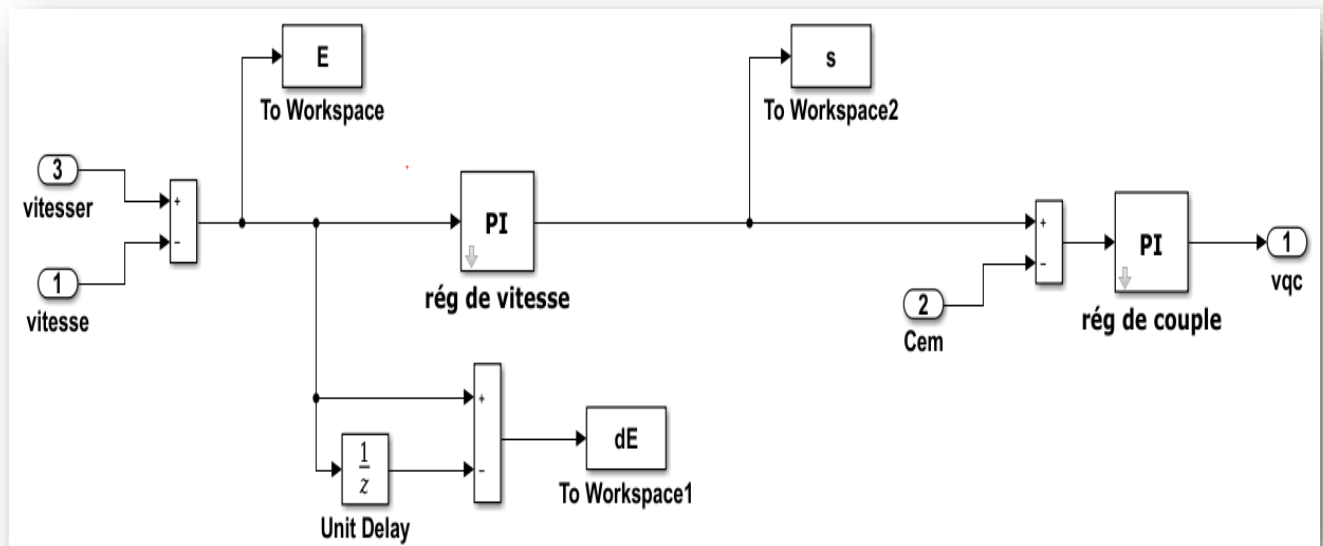 E
To Workspace
s
To Workspace2
3
vitesser
+
-
1
vitesse
PI
rég de vitesse
+
-
2
Cem
PI
rég de couple
1
vqc
+
-
1
z
Unit Delay
dE
To Workspace1